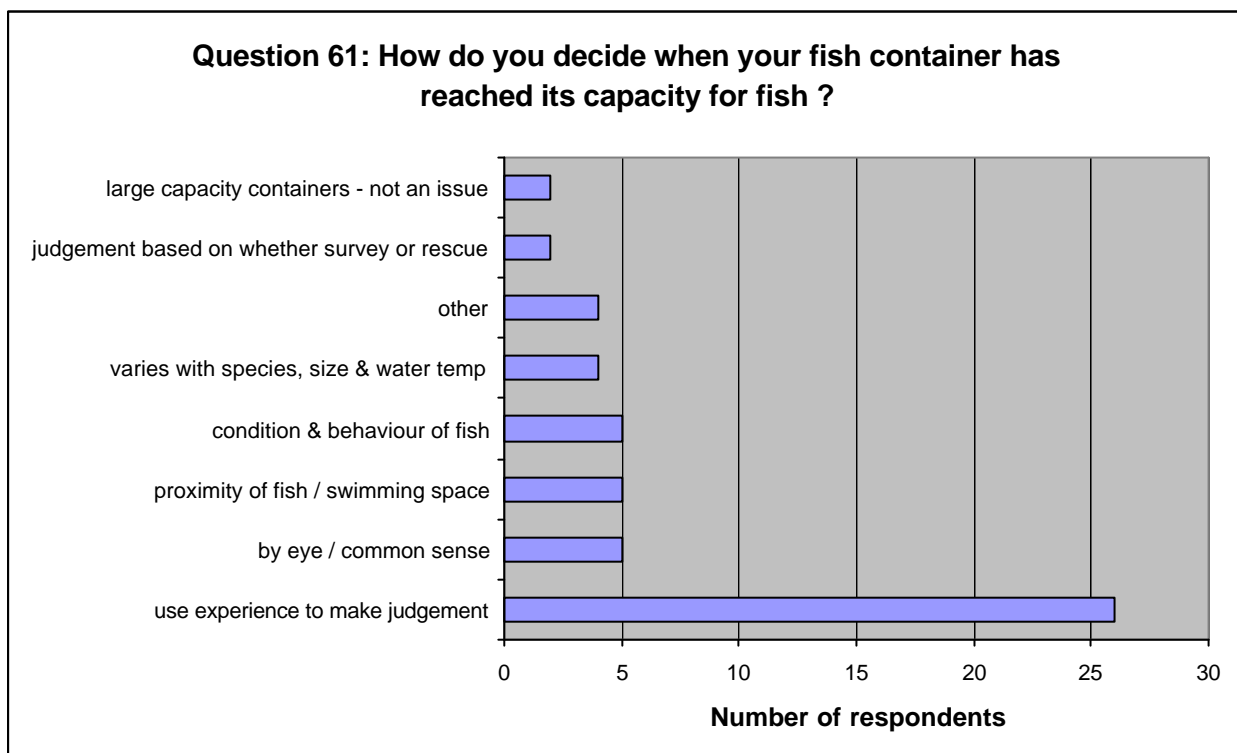 Question 61: How do you decide when your fish container has
reached its capacity for fish ?
large capacity containers - not an issue
judgement based on whether survey or rescue
other
varies with species, size & water temp
condition & behaviour of fish
proximity of fish / swimming space
by eye / common sense
use experience to make judgement
0 5 10 15 20 25 30
Number of respondents